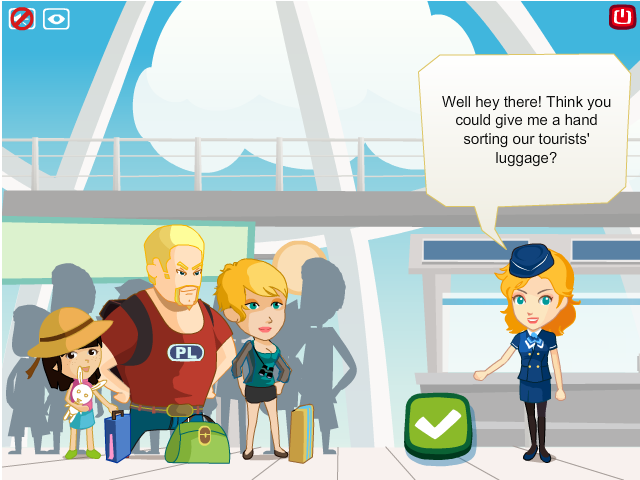 Well hey there! Think you
could give me a hand
sorting our tourists'
luggage?
PL